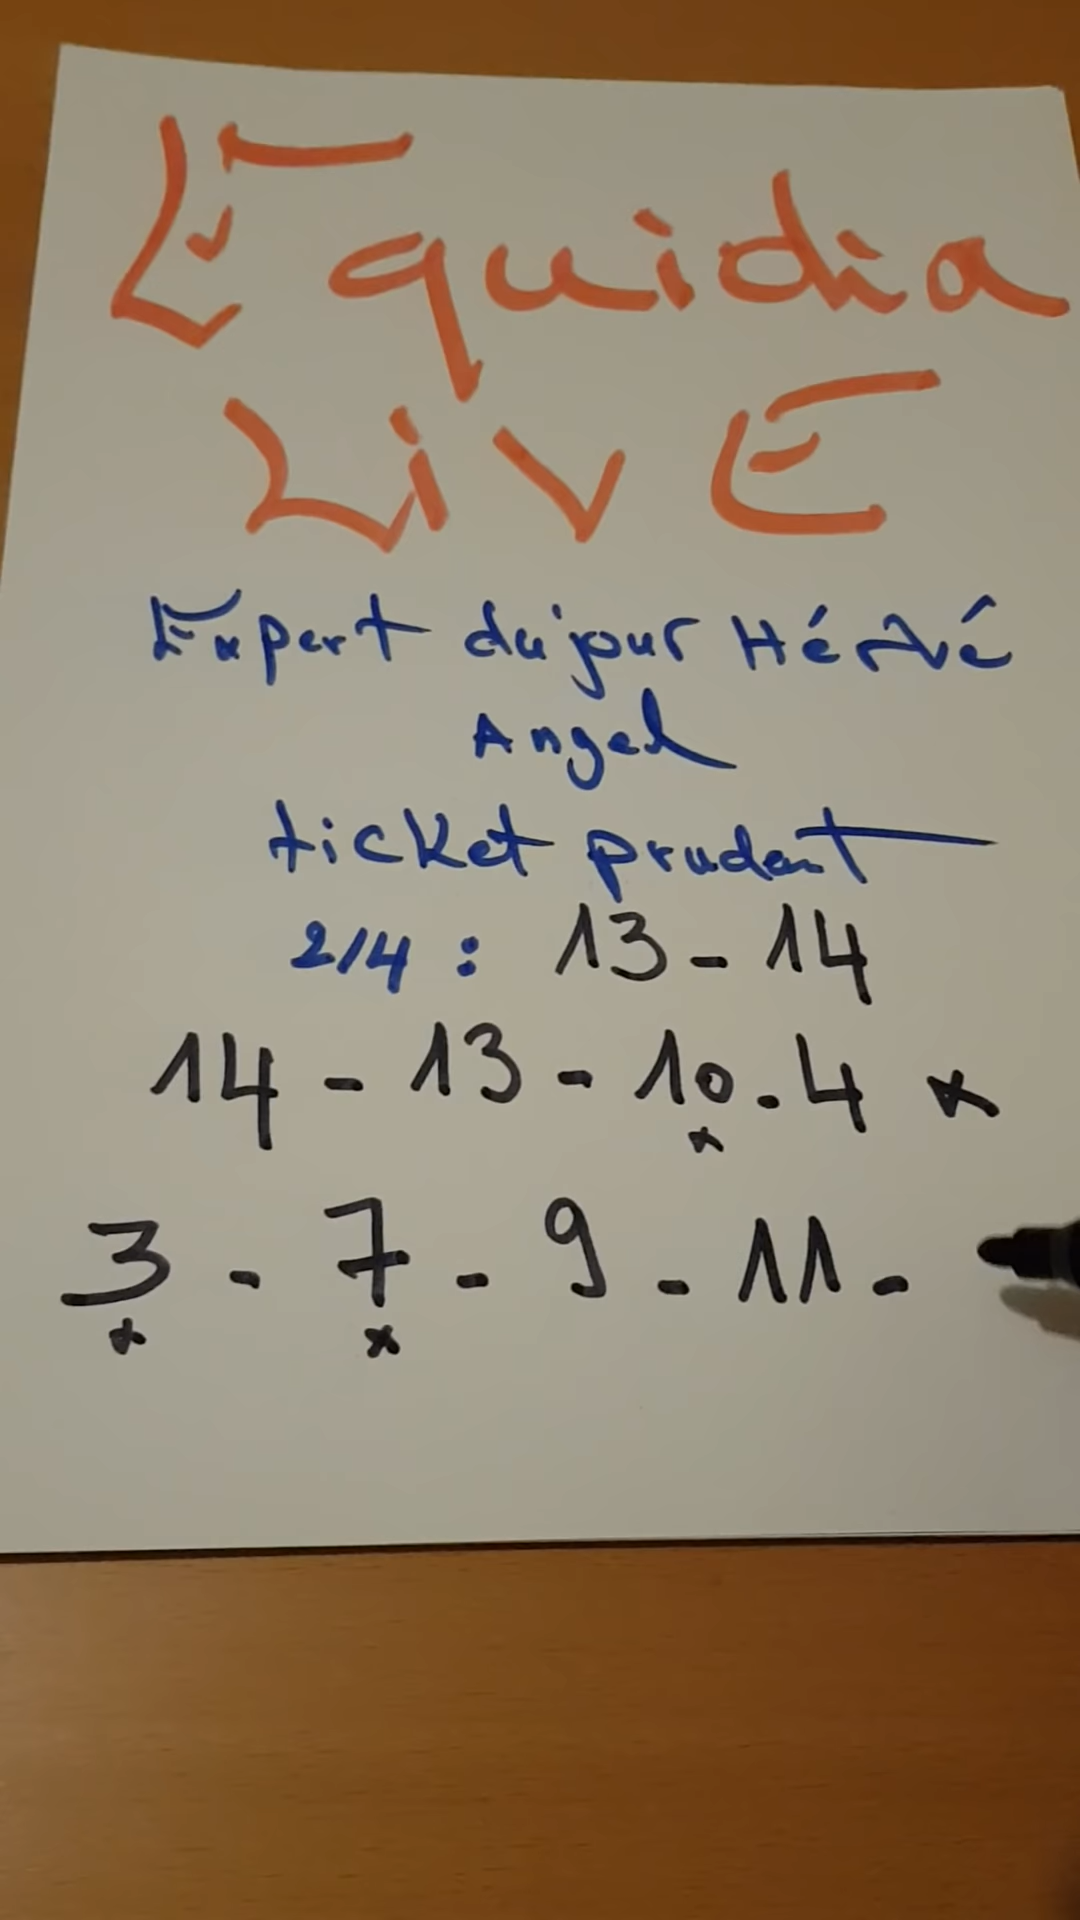 Equidia
LIVE
Expert du jour Hérvé
Angel
ticket prudent
2/4 : 13 - 14
14 - 13 - 10 . 4 *
*
3 - 7 - 9 - 11 -
* *